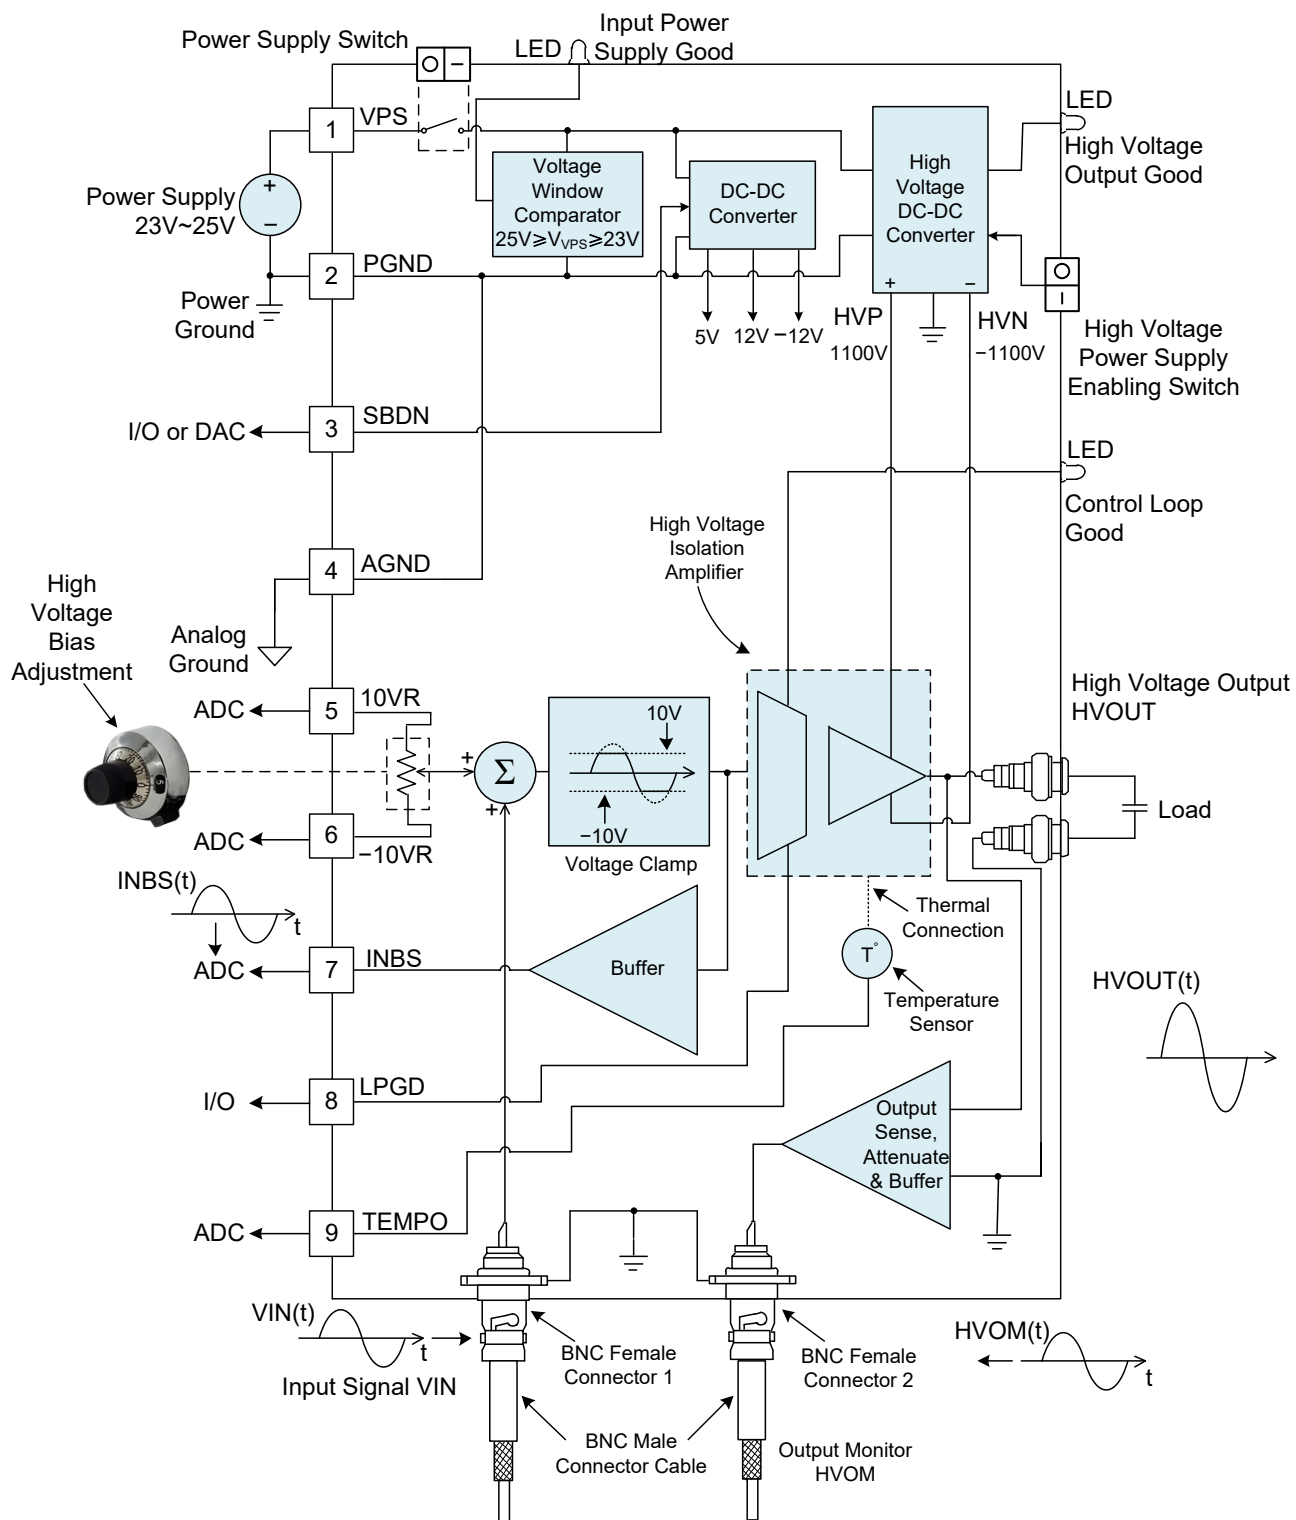 Input Power
Supply Good
Power Supply Switch
LED
1
VPS
LED
High Voltage
Output Good
Power Supply
23V~25V
+
−
Voltage
Window
Comparator
25V⩾VVPS⩾23V
DC-DC
Converter
High
Voltage
DC-DC
Converter
+
−
2
PGND
Power
Ground
5V
12V
−12V
HVP
1100V
HVN
−1100V
High Voltage
Power Supply
Enabling Switch
I/O or DAC
3
SBDN
LED
Control Loop
Good
High Voltage
Isolation
Amplifier
4
AGND
Analog
Ground
High
Voltage
Bias
Adjustment
ADC
5
10VR
+
Σ
+
10V
−10V
Voltage Clamp
High Voltage Output
HVOUT
Load
ADC
6
−10VR
INBS(t)
t
ADC
7
INBS
Buffer
Thermal
Connection
T°
Temperature
Sensor
HVOUT(t)
I/O
8
LPGD
Output
Sense,
Attenuate
& Buffer
ADC
9
TEMPO
VIN(t)
t
Input Signal VIN
BNC Female
Connector 1
BNC Female
Connector 2
HVOM(t)
t
BNC Male
Connector Cable
Output Monitor
HVOM